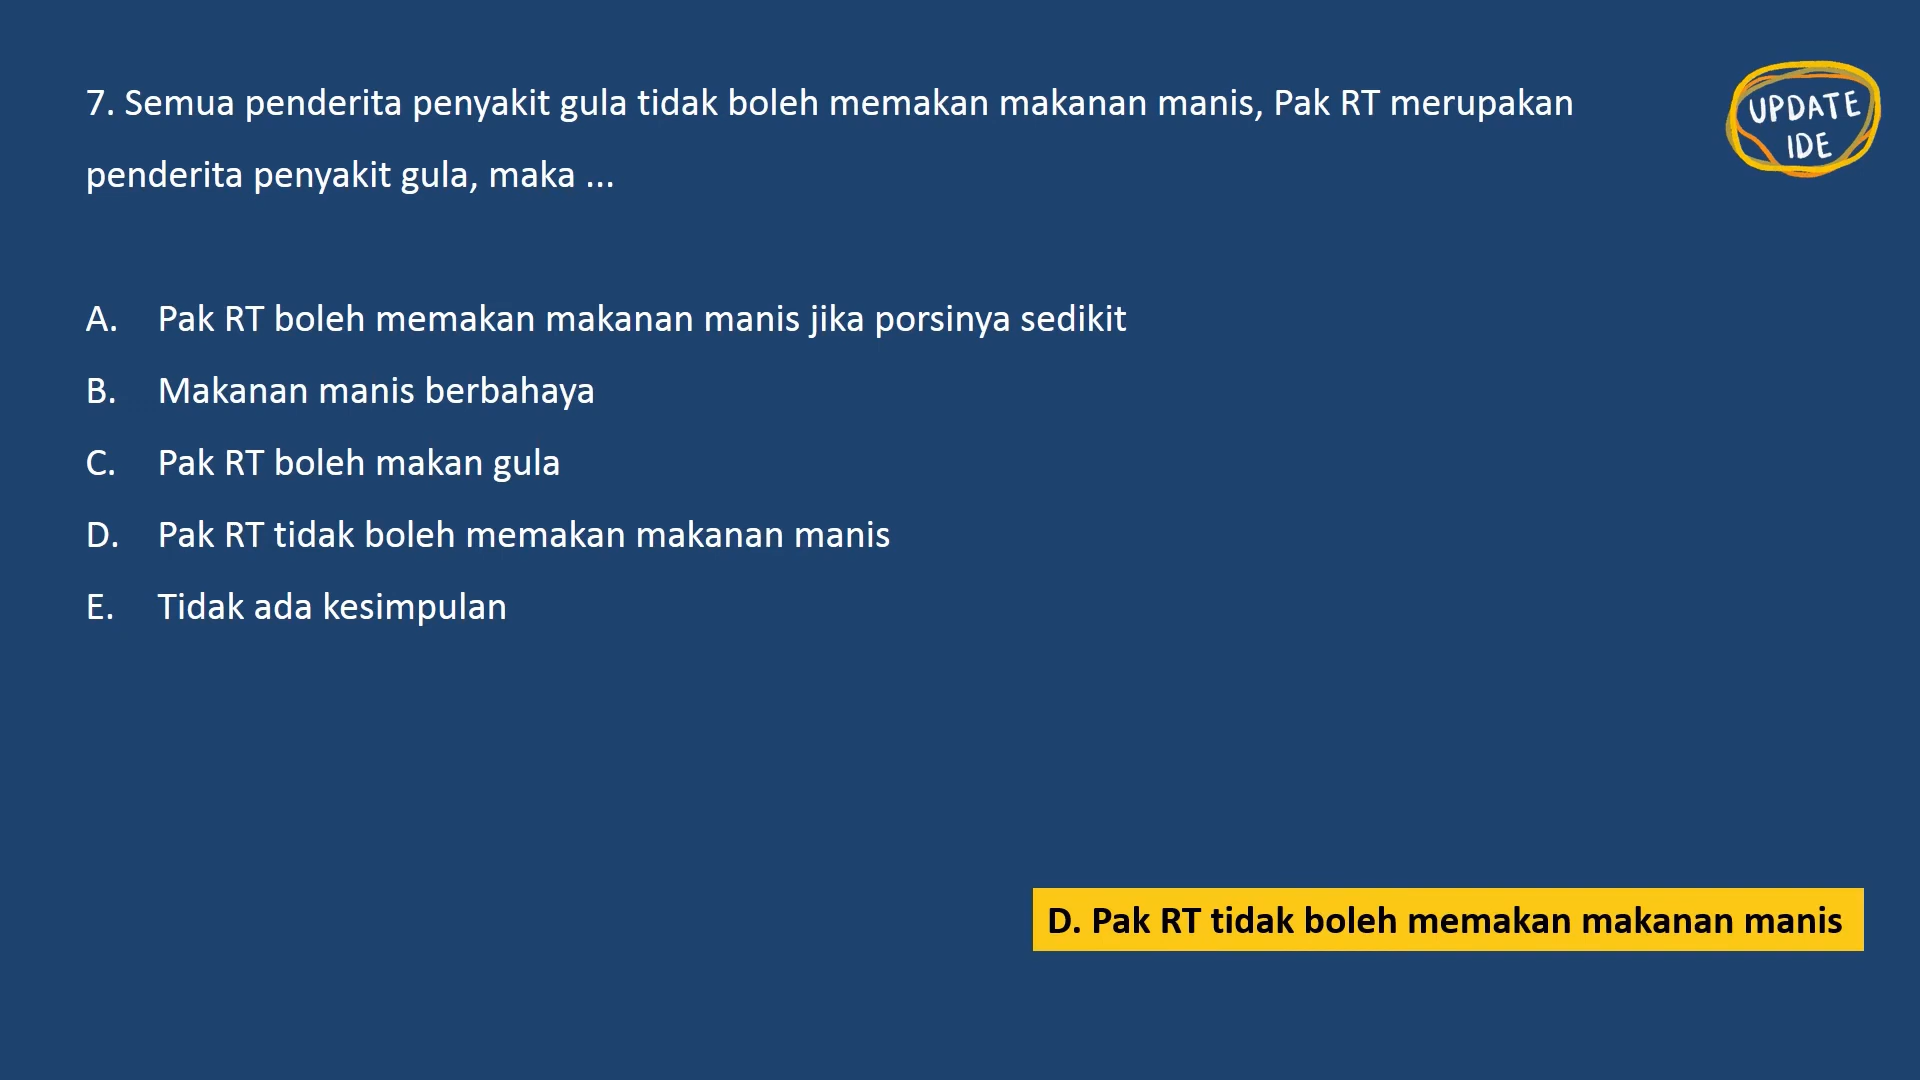 7. Semua penderita penyakit gula tidak boleh memakan makanan manis, Pak RT merupakan
penderita penyakit gula, maka ...
UPDATE
IDE
A. Pak RT boleh memakan makanan manis jika porsinya sedikit
B. Makanan manis berbahaya
C. Pak RT boleh makan gula
D. Pak RT tidak boleh memakan makanan manis
E. Tidak ada kesimpulan
D. Pak RT tidak boleh memakan makanan manis